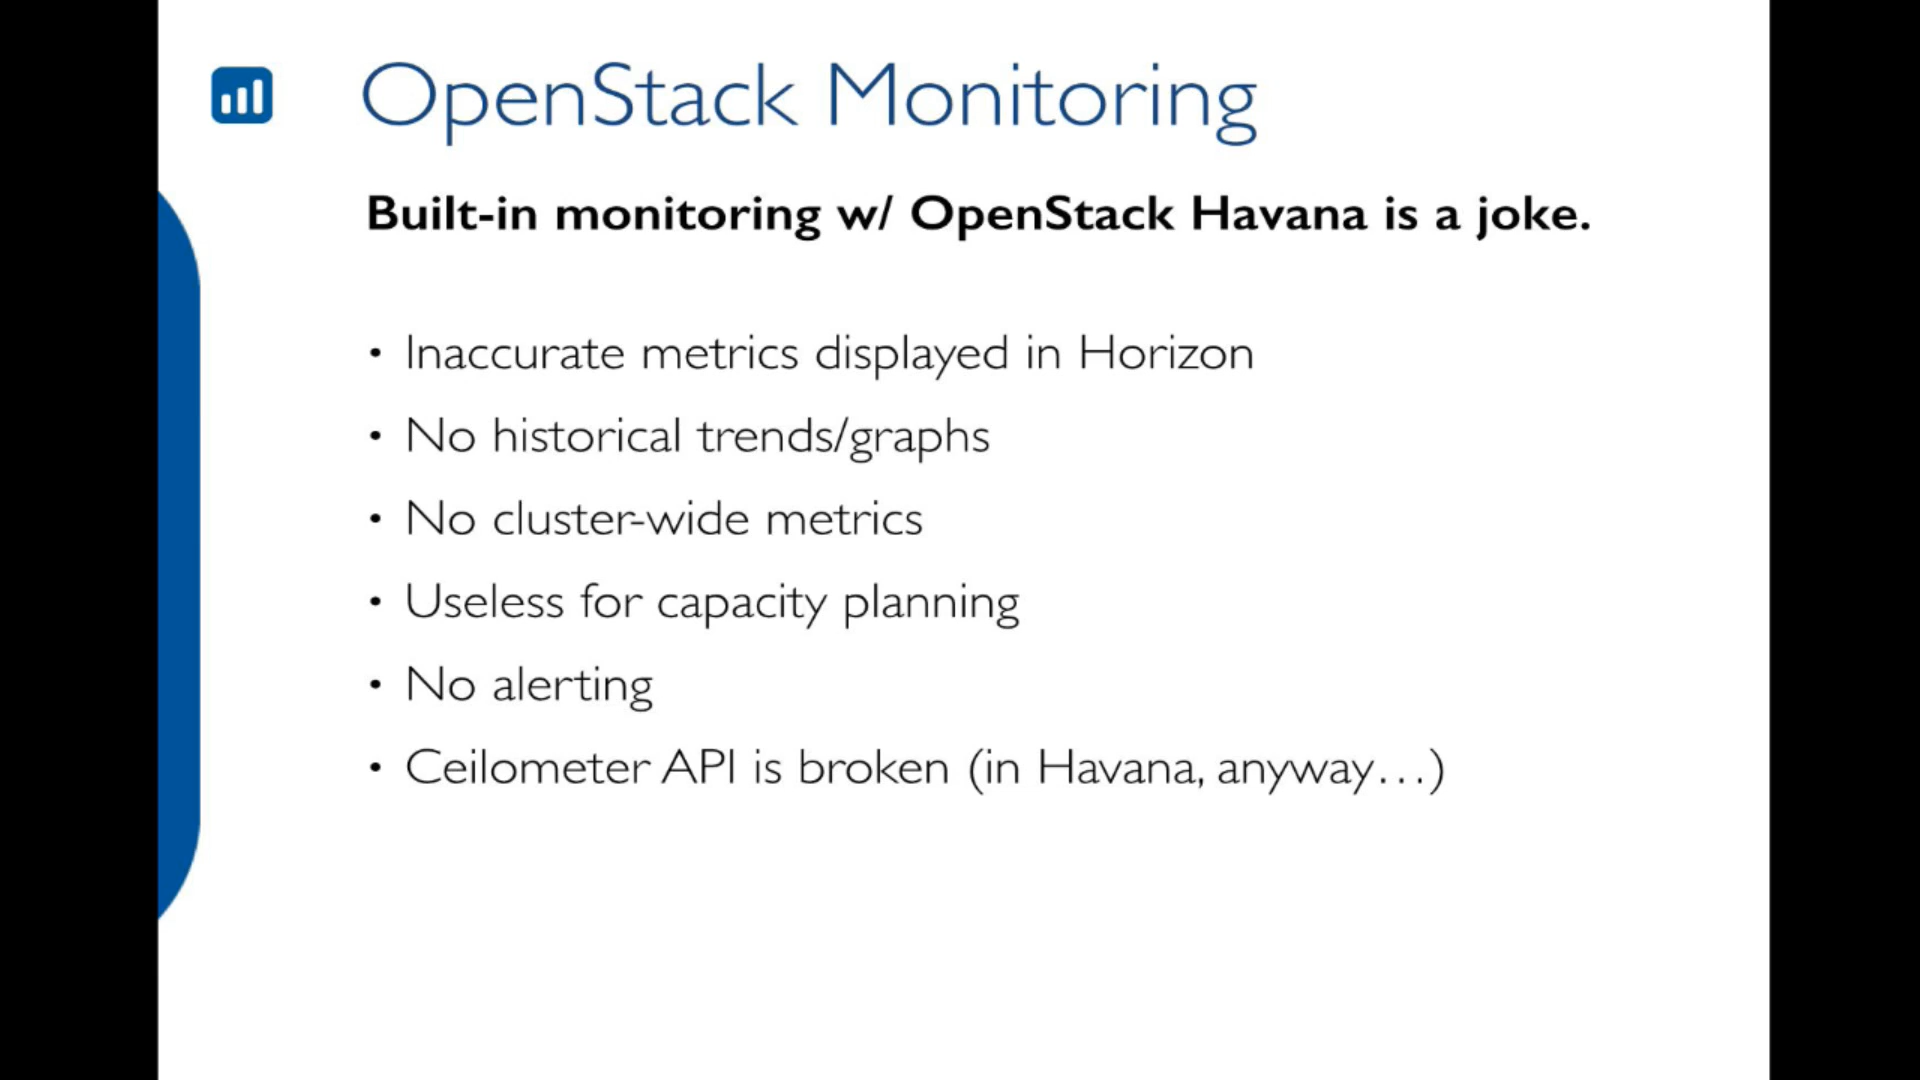 OpenStack Monitoring
Built-in monitoring w/ OpenStack Havana is a joke.
• Inaccurate metrics displayed in Horizon
• No historical trends/graphs
• No cluster-wide metrics
• Useless for capacity planning
• No alerting
• Ceilometer API is broken (in Havana, anyway…)